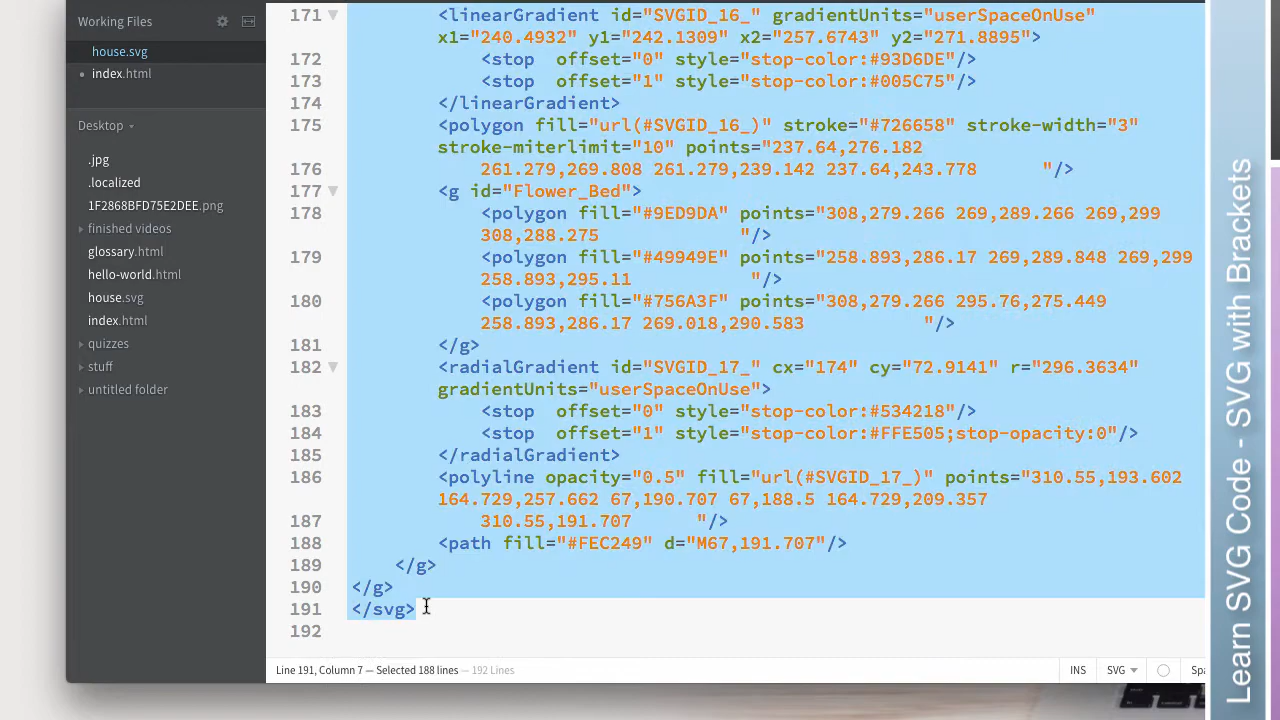 Working Files
house.svg
index.html
Desktop
.jpg
.localized
1F2868BFD75E2DEE.png
finished videos
glossary.html
hello-world.html
house.svg
index.html
quizzes
stuff
untitled folder
171 <linearGradient id="SVGID_16_" gradientUnits="userSpaceOnUse"
x1="240.4932" y1="242.1309" x2="257.6743" y2="271.8895">
172 <stop  offset="0" style="stop-color:#93D6DE"/>
173 <stop  offset="1" style="stop-color:#005C75"/>
174 </linearGradient>
175 <polygon fill="url(#SVGID_16_)" stroke="#726658" stroke-width="3"
stroke-miterlimit="10" points="237.64,276.182
176 261.279,269.808 261.279,239.142 237.64,243.778      "/>
177 <g id="Flower_Bed">
178 <polygon fill="#9ED9DA" points="308,279.266 269,289.266 269,299
308,288.275             "/>
179 <polygon fill="#49949E" points="258.893,286.17 269,289.848 269,299
258.893,295.11           "/>
180 <polygon fill="#756A3F" points="308,279.266 295.76,275.449
258.893,286.17 269.018,290.583           "/>
181 </g>
182 <radialGradient id="SVGID_17_" cx="174" cy="72.9141" r="296.3634"
gradientUnits="userSpaceOnUse">
183 <stop  offset="0" style="stop-color:#534218"/>
184 <stop  offset="1" style="stop-color:#FFE505;stop-opacity:0"/>
185 </radialGradient>
186 <polyline opacity="0.5" fill="url(#SVGID_17_)" points="310.55,193.602
164.729,257.662 67,190.707 67,188.5 164.729,209.357
187 310.55,191.707      "/>
188 <path fill="#FEC249" d="M67,191.707"/>
189 </g>
190 </g>
191 </svg>
192
Line 191, Column 7 — Selected 188 lines — 192 Lines
INS
SVG
Spa
Learn SVG Code - SVG with Brackets